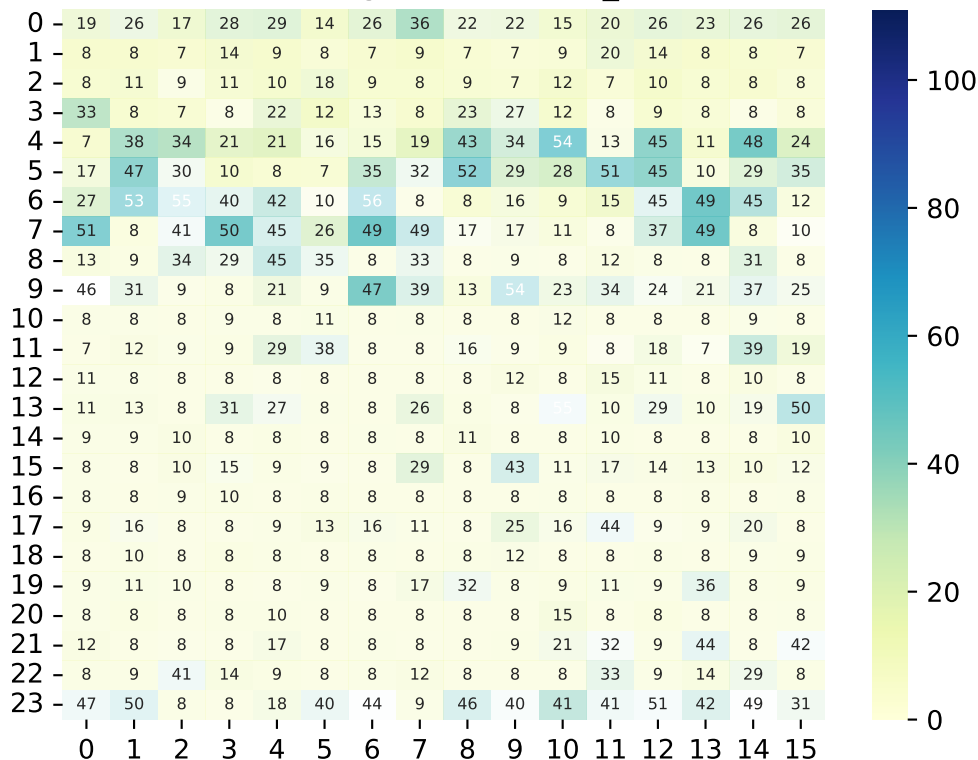 0 19 26 17 28 29 14 26 36 22 22 15 20 26 23 26 26
1 8 8 7 14 9 8 7 9 7 7 9 20 14 8 8 7
2 8 11 9 11 10 18 9 8 9 7 12 7 10 8 8 8
3 33 8 7 8 22 12 13 8 23 27 12 8 9 8 8 8
4 7 38 34 21 21 16 15 19 43 34 54 13 45 11 48 24
5 17 47 30 10 8 7 35 32 52 29 28 51 45 10 29 35
6 27 53 55 40 42 10 56 8 8 16 9 15 45 49 45 12
7 51 8 41 50 45 26 49 49 17 17 11 8 37 49 8 10
8 13 9 34 29 45 35 8 33 8 9 8 12 8 8 31 8
9 46 31 9 8 21 9 47 39 13 54 23 34 24 21 37 25
10 8 8 8 9 8 11 8 8 8 8 12 8 8 8 9 8
11 7 12 9 9 29 38 8 8 16 9 9 8 18 7 39 19
12 11 8 8 8 8 8 8 8 8 12 8 15 11 8 10 8
13 11 13 8 31 27 8 8 26 8 8 55 10 29 10 19 50
14 9 9 10 8 8 8 8 8 11 8 8 10 8 8 8 10
15 8 8 10 15 9 9 8 29 8 43 11 17 14 13 10 12
16 8 8 9 10 8 8 8 8 8 8 8 8 8 8 8 8
17 9 16 8 8 9 13 16 11 8 25 16 44 9 9 20 8
18 8 10 8 8 8 8 8 8 8 12 8 8 8 8 9 9
19 9 11 10 8 8 9 8 17 32 8 9 11 9 36 8 9
20 8 8 8 8 10 8 8 8 8 8 15 8 8 8 8 8
21 12 8 8 8 17 8 8 8 8 9 21 32 9 44 8 42
22 8 9 41 14 9 8 8 12 8 8 8 33 9 14 29 8
23 47 50 8 8 18 40 44 9 46 40 41 41 51 42 49 31
0 1 2 3 4 5 6 7 8 9 10 11 12 13 14 15
100
80
60
40
20
0